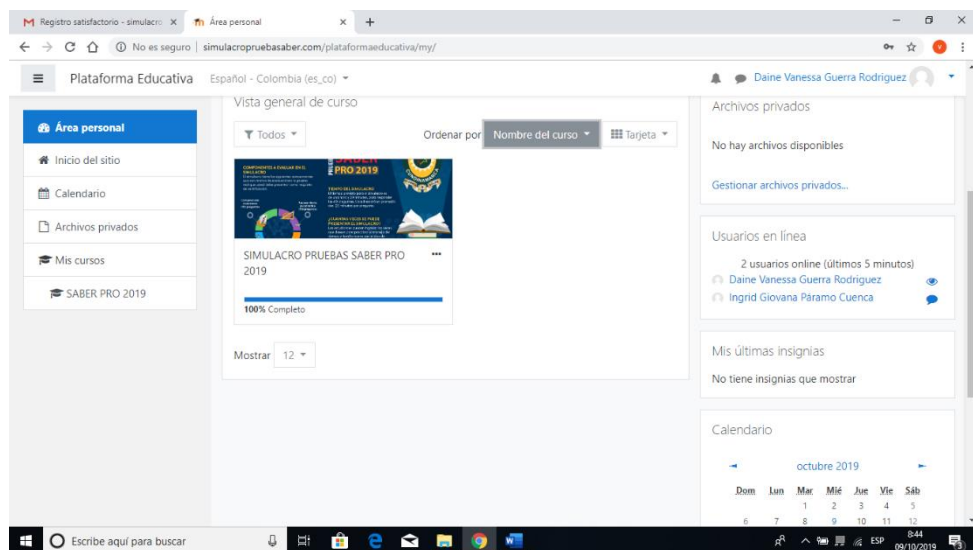 Registro satisfactorio - simulacro
Área personal
No es seguro | simulacropruebasaber.com/plataformaeducativa/my/
Plataforma Educativa
Español - Colombia (es_co)
Daine Vanessa Guerra Rodriguez
Área personal
Inicio del sitio
Calendario
Archivos privados
Mis cursos
SABER PRO 2019
Vista general de curso
Todos
Ordenar por
Nombre del curso
Tarjeta
SABER
PRO 2019
SIMULACRO PRUEBAS SABER PRO
2019
100% Completo
Mostrar 12
Archivos privados
No hay archivos disponibles
Gestionar archivos privados...
Usuarios en línea
2 usuarios online (últimos 5 minutos)
Daine Vanessa Guerra Rodriguez
Ingrid Giovana Páramo Cuenca
Mis últimas insignias
No tiene insignias que mostrar
Calendario
octubre 2019
Dom Lun Mar Mié Jue Vie Sáb
1 2 3 4 5
6 7 8 9 10 11 12
Escribe aquí para buscar
ESP
8:44
09/10/2019